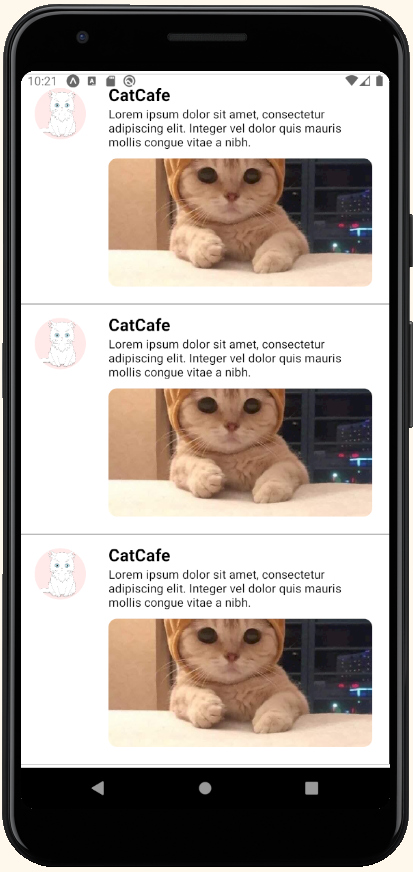 10:21
CatCafe
Lorem ipsum dolor sit amet, consectetur
adipiscing elit. Integer vel dolor quis mauris
mollis congue vitae a nibh.
CatCafe
Lorem ipsum dolor sit amet, consectetur
adipiscing elit. Integer vel dolor quis mauris
mollis congue vitae a nibh.
CatCafe
Lorem ipsum dolor sit amet, consectetur
adipiscing elit. Integer vel dolor quis mauris
mollis congue vitae a nibh.